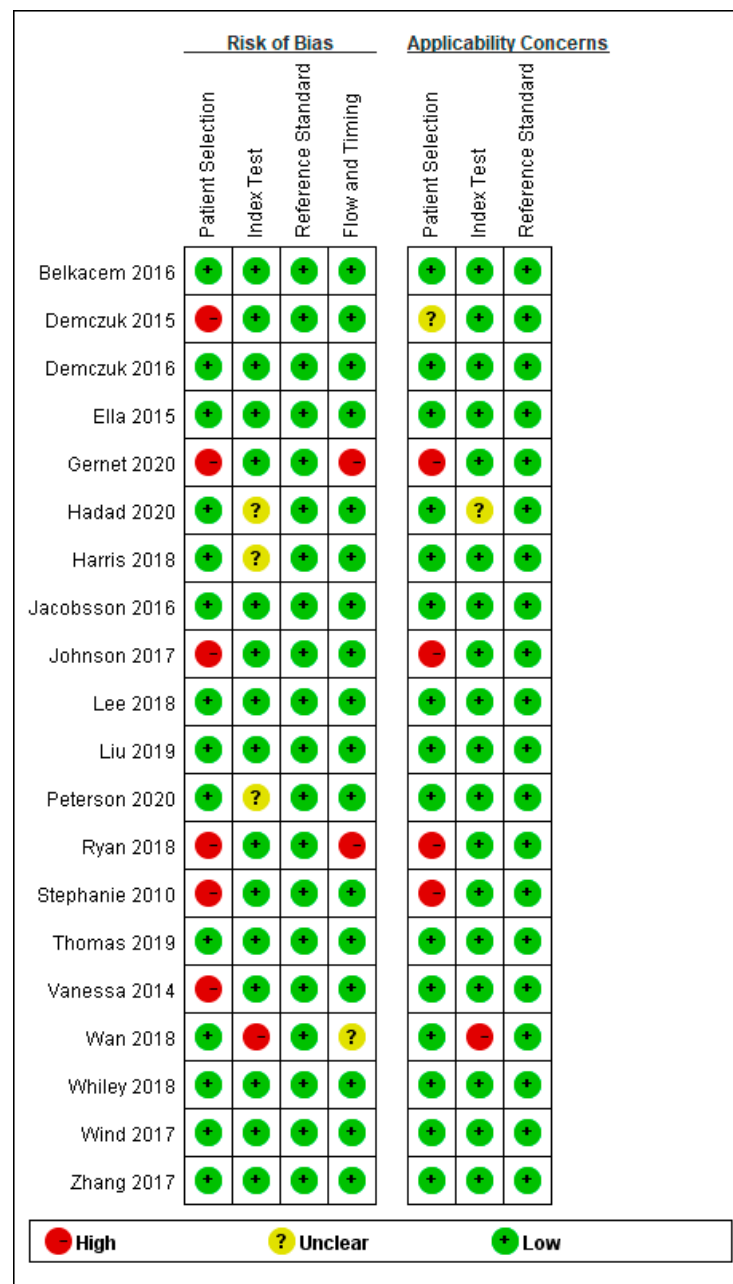 Risk of Bias Applicability Concerns
Patient Selection
Index Test
Reference Standard
Flow and Timing
Patient Selection
Index Test
Reference Standard
Belkacem 2016 + + + + + + +
Demczuk 2015 - + + + ? + +
Demczuk 2016 + + + + + + +
Ella 2015 + + + + + + +
Gernet 2020 - + + - - + +
Hadad 2020 + ? + + + ? +
Harris 2018 + ? + + + + +
Jacobsson 2016 + + + + + + +
Johnson 2017 - + + + - + +
Lee 2018 + + + + + + +
Liu 2019 + + + + + + +
Peterson 2020 + ? + + + + +
Ryan 2018 - + + - - + +
Stephanie 2010 - + + + - + +
Thomas 2019 + + + + + + +
Vanessa 2014 - + + + + + +
Wan 2018 + - + ? + - +
Whiley 2018 + + + + + + +
Wind 2017 + + + + + + +
Zhang 2017 + + + + + + +
- High ? Unclear + Low